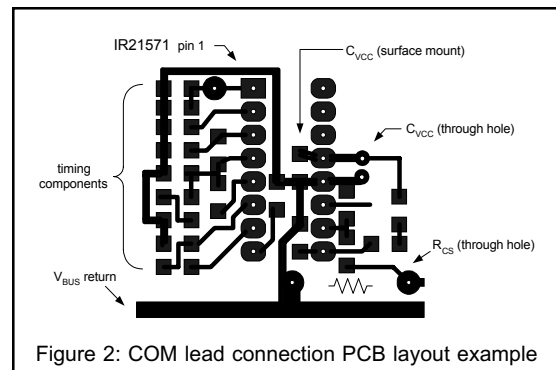 IR21571 pin 1
C_VCC (surface mount)
C_VCC (through hole)
timing
components
R_CS (through hole)
V_BUS return
Figure 2: COM lead connection PCB layout example